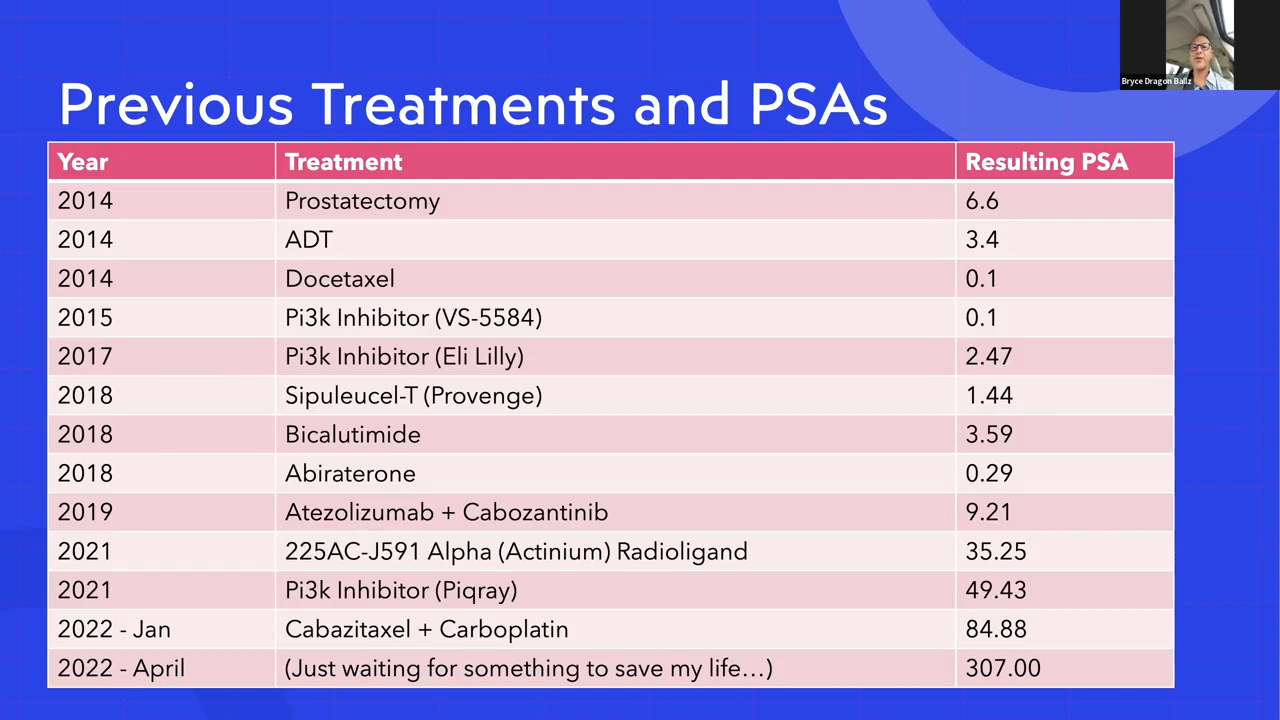 Bryce Dragon Ballz
Previous Treatments and PSAs
Year Treatment Resulting PSA
2014 Prostatectomy 6.6
2014 ADT 3.4
2014 Docetaxel 0.1
2015 Pi3k Inhibitor (VS-5584) 0.1
2017 Pi3k Inhibitor (Eli Lilly) 2.47
2018 Sipuleucel-T (Provenge) 1.44
2018 Bicalutimide 3.59
2018 Abiraterone 0.29
2019 Atezolizumab + Cabozantinib 9.21
2021 225AC-J591 Alpha (Actinium) Radioligand 35.25
2021 Pi3k Inhibitor (Piqray) 49.43
2022 - Jan Cabazitaxel + Carboplatin 84.88
2022 - April (Just waiting for something to save my life...) 307.00